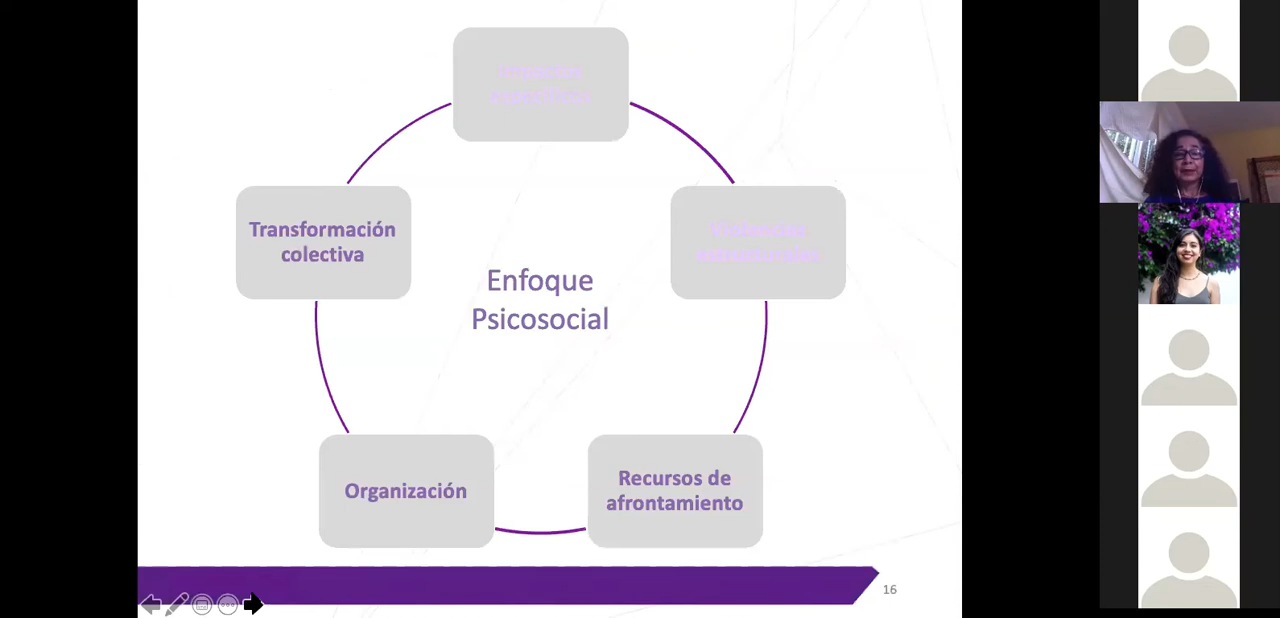 Transformación
colectiva
Enfoque
Psicosocial
Organización
Recursos de
afrontamiento
16